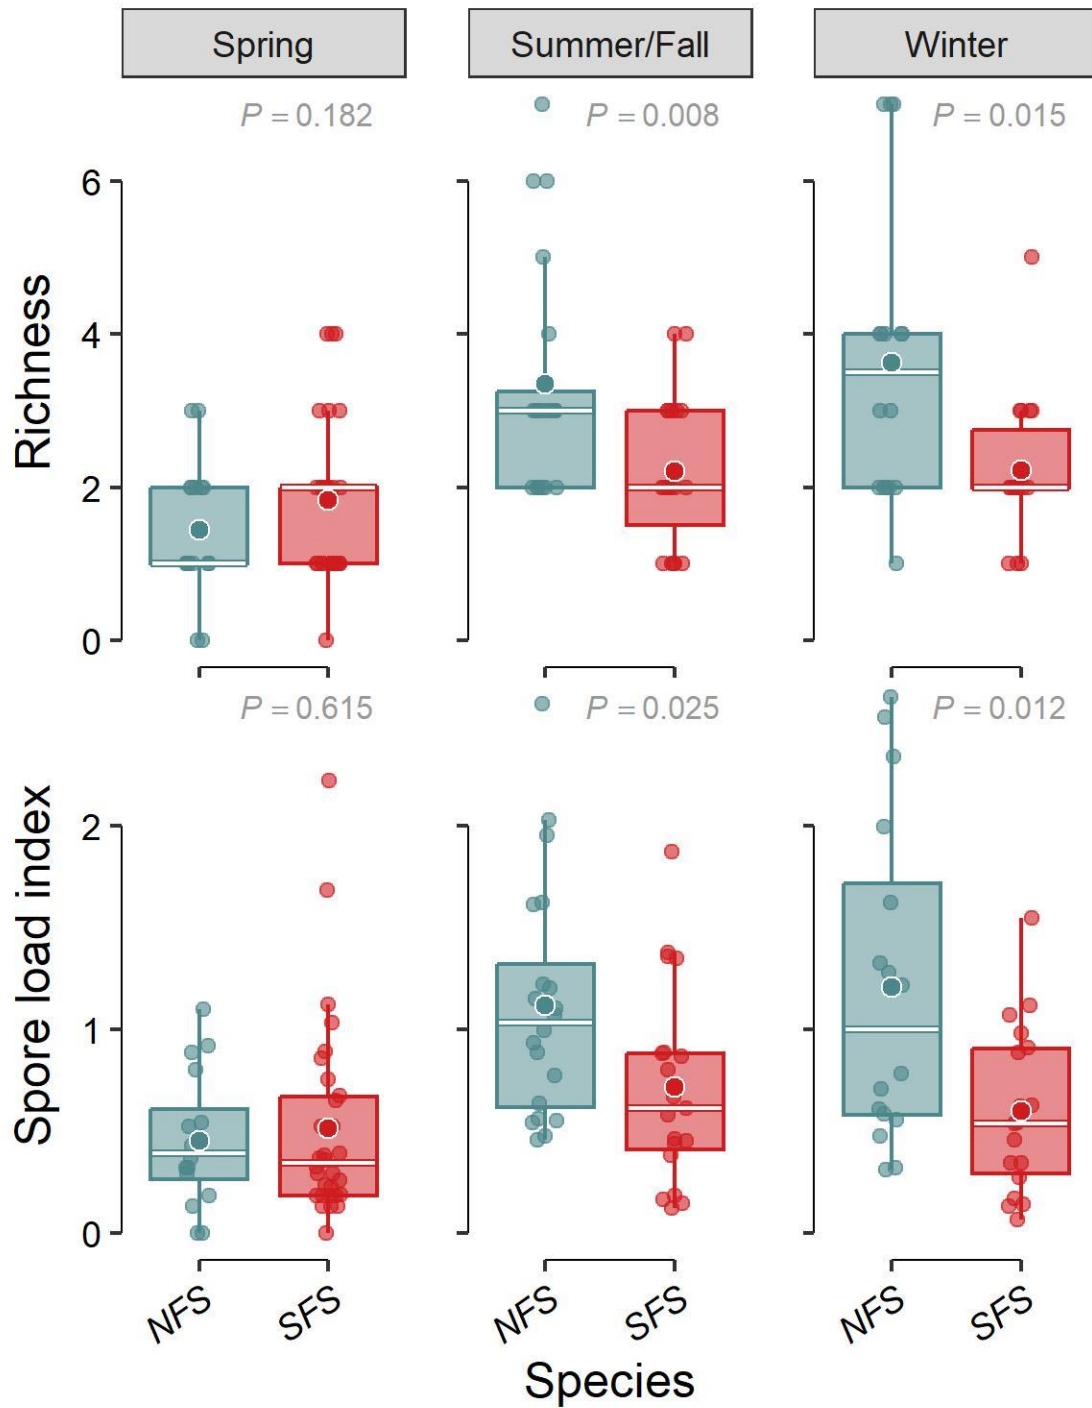 Spring Summer/Fall Winter
P = 0.182 P = 0.008 P = 0.015
Richness
6
4
2
0
P = 0.615 P = 0.025 P = 0.012
Spore load index
2
1
0
NFS SFS NFS SFS NFS SFS
Species